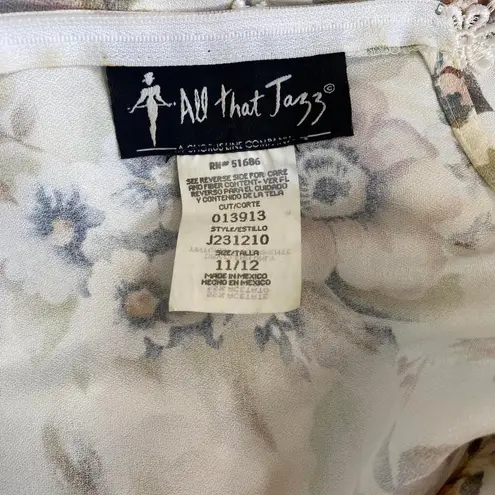 All that Jazz©
A CHORUS LINE COMPANY
RN# 51686
SEE REVERSE SIDE FOR CARE
AND FIBER CONTENT- VER FL
REVERSO PARA EL CUIDADO
Y CONTENIDO DE LA TELA
CUT/CORTE
013913
STYLE/ESTILLO
J231210
SIZE/TALLA
11/12
MADE IN MEXICO
HECHO EN MEXICO